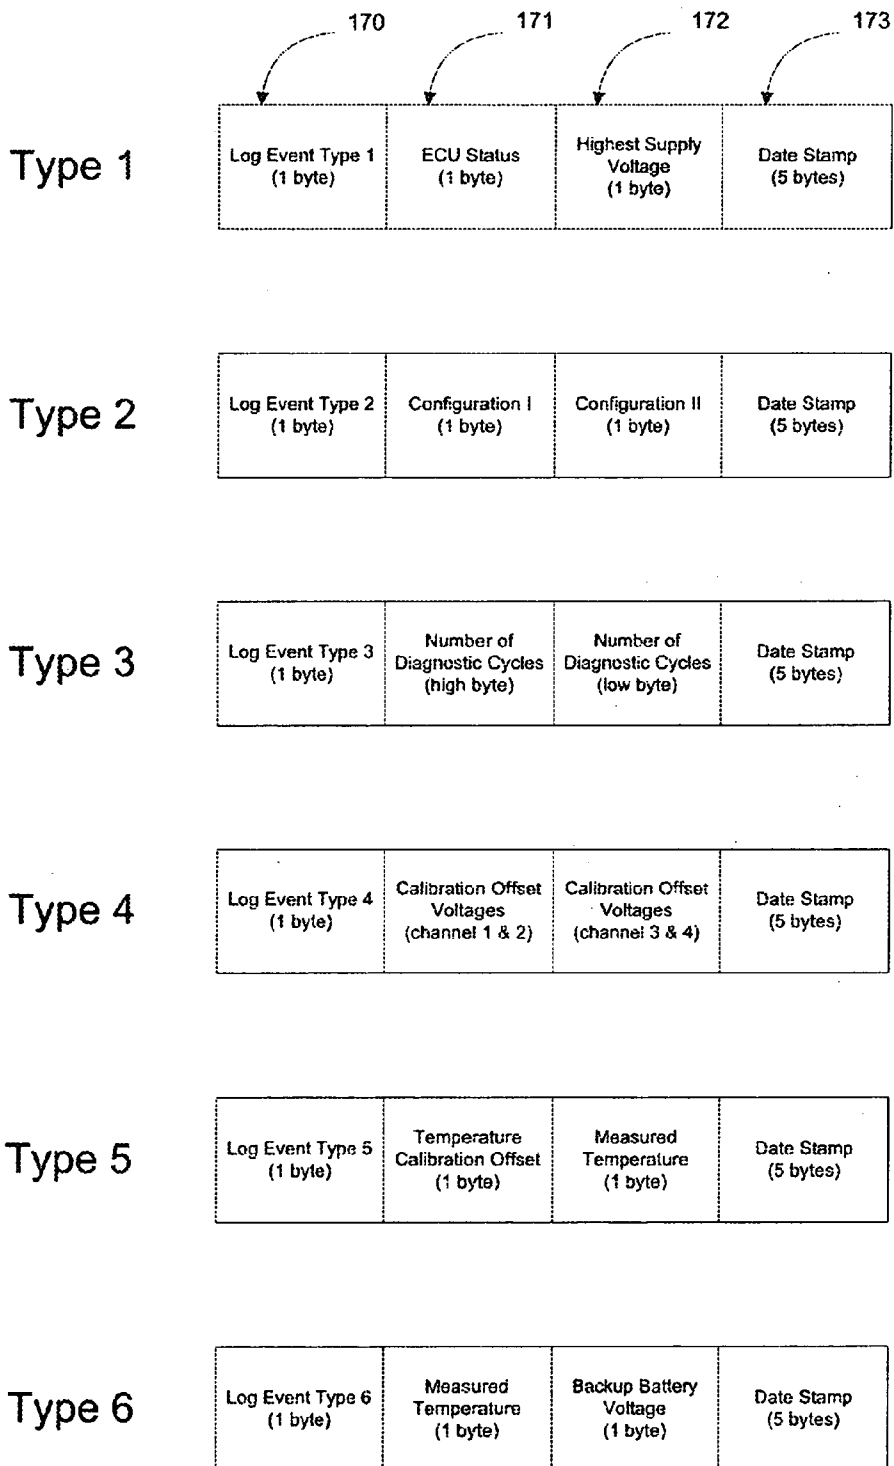 170 171 172 173
Type 1
Log Event Type 1
(1 byte)
ECU Status
(1 byte)
Highest Supply
Voltage
(1 byte)
Date Stamp
(5 bytes)
Type 2
Log Event Type 2
(1 byte)
Configuration I
(1 byte)
Configuration II
(1 byte)
Date Stamp
(5 bytes)
Type 3
Log Event Type 3
(1 byte)
Number of
Diagnostic Cycles
(high byte)
Number of
Diagnostic Cycles
(low byte)
Date Stamp
(5 bytes)
Type 4
Log Event Type 4
(1 byte)
Calibration Offset
Voltages
(channel 1 & 2)
Calibration Offset
Voltages
(channel 3 & 4)
Date Stamp
(5 bytes)
Type 5
Log Event Type 5
(1 byte)
Temperature
Calibration Offset
(1 byte)
Measured
Temperature
(1 byte)
Date Stamp
(5 bytes)
Type 6
Log Event Type 6
(1 byte)
Measured
Temperature
(1 byte)
Backup Battery
Voltage
(1 byte)
Date Stamp
(5 bytes)